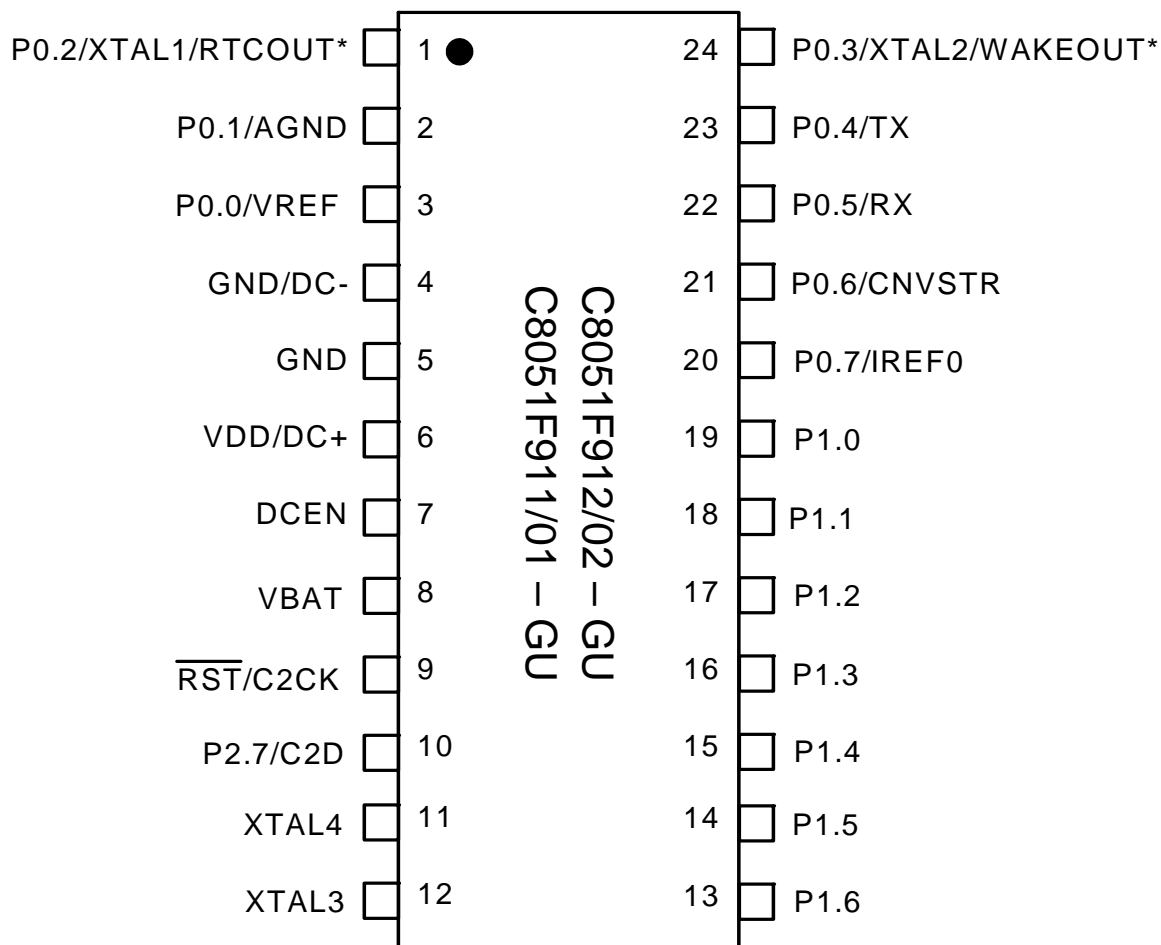 P0.2/XTAL1/RTCOUT* 1 24 P0.3/XTAL2/WAKEOUT*
P0.1/AGND 2 23 P0.4/TX
P0.0/VREF 3 22 P0.5/RX
GND/DC- 4 21 P0.6/CNVSTR
GND 5 20 P0.7/IREF0
VDD/DC+ 6 19 P1.0
DCEN 7 18 P1.1
VBAT 8 17 P1.2
RST/C2CK 9 16 P1.3
P2.7/C2D 10 15 P1.4
XTAL4 11 14 P1.5
XTAL3 12 13 P1.6
C8051F912/02 – GU
C8051F911/01 – GU